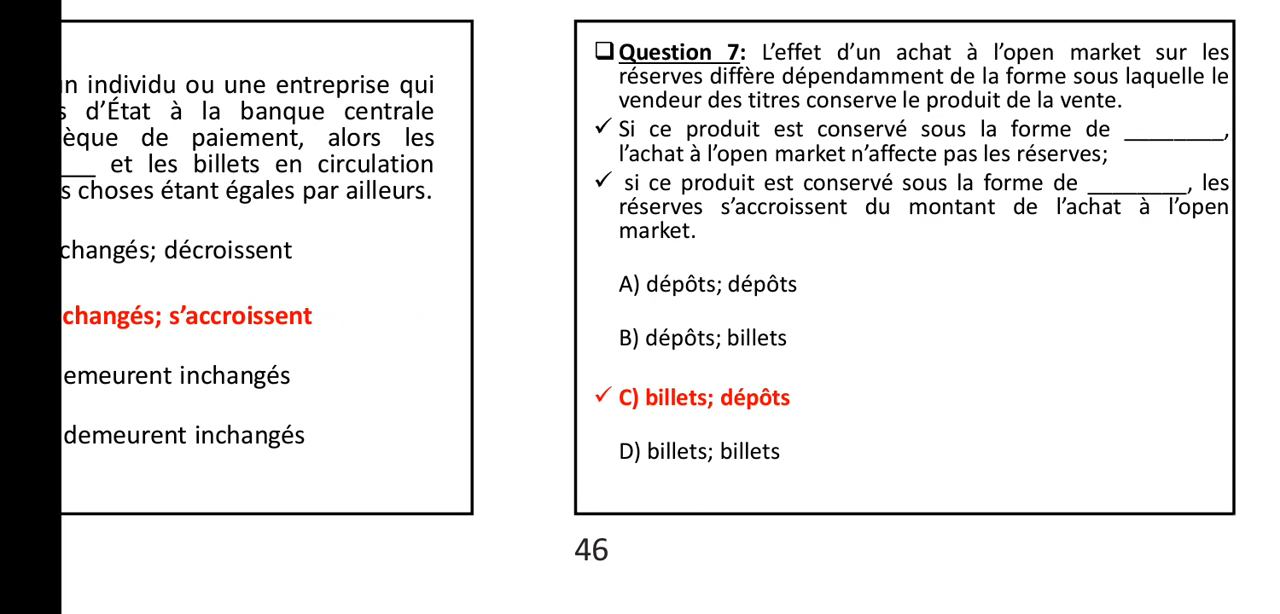 individu ou une entreprise qui
d'État à la banque centrale
de paiement, alors les
____ et les billets en circulation
choses étant égales par ailleurs.
changés; décroissent
changés; s'accroissent
inchangés
demeurent inchangés
❑ Question 7: L'effet d'un achat à l'open market sur les
réserves diffère dépendamment de la forme sous laquelle le
vendeur des titres conserve le produit de la vente.
✓ Si ce produit est conservé sous la forme de ________,
l'achat à l'open market n'affecte pas les réserves;
✓ si ce produit est conservé sous la forme de ________, les
réserves s'accroissent du montant de l'achat à l'open
market.
A) dépôts; dépôts
B) dépôts; billets
✓ C) billets; dépôts
D) billets; billets
46